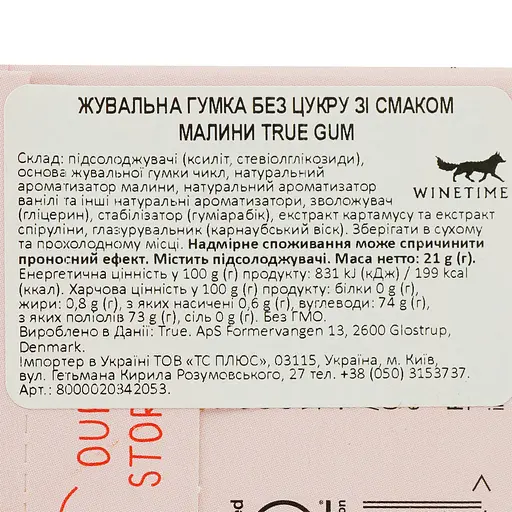 ЖУВАЛЬНА ГУМКА БЕЗ ЦУКРУ ЗІ СМАКОМ
МАЛИНИ TRUE GUM
Склад: підсолоджувачі (ксиліт, стевіолглікозиди),
основа жувальної гумки чикл, натуральний
ароматизатор малини, натуральний ароматизатор
ванілі та інші натуральні ароматизатори, зволожувач
(гліцерин), стабілізатор (гуміарабік), екстракт картамусу та екстракт
спіруліни, глазурувальник (карнаубський віск). Зберігати в сухому
та прохолодному місці. Надмірне споживання може спричинити
проносний ефект. Містить підсолоджувачі. Маса нетто: 21 g (г).
Енергетична цінність у 100 g (г) продукту: 831 kJ (кДж) / 199 kcal
(ккал). Харчова цінність у 100 g (г) продукту: білки 0 g (г),
жири: 0,8 g (г), з яких насичені 0,6 g (г), вуглеводи: 74 g (г),
з яких поліолів 73 g (г), сіль 0 g (г). Без ГМО.
Вироблено в Данії: True. ApS Formervangen 13, 2600 Glostrup,
Denmark.
Імпортер в Україні ТОВ «ТС ПЛЮС», 03115, Україна, м. Київ,
вул. Гетьмана Кирила Розумовського, 27 тел. +38 (050) 3153737.
Арт.: 8000020842053.
WINETIME
OUR
STOR